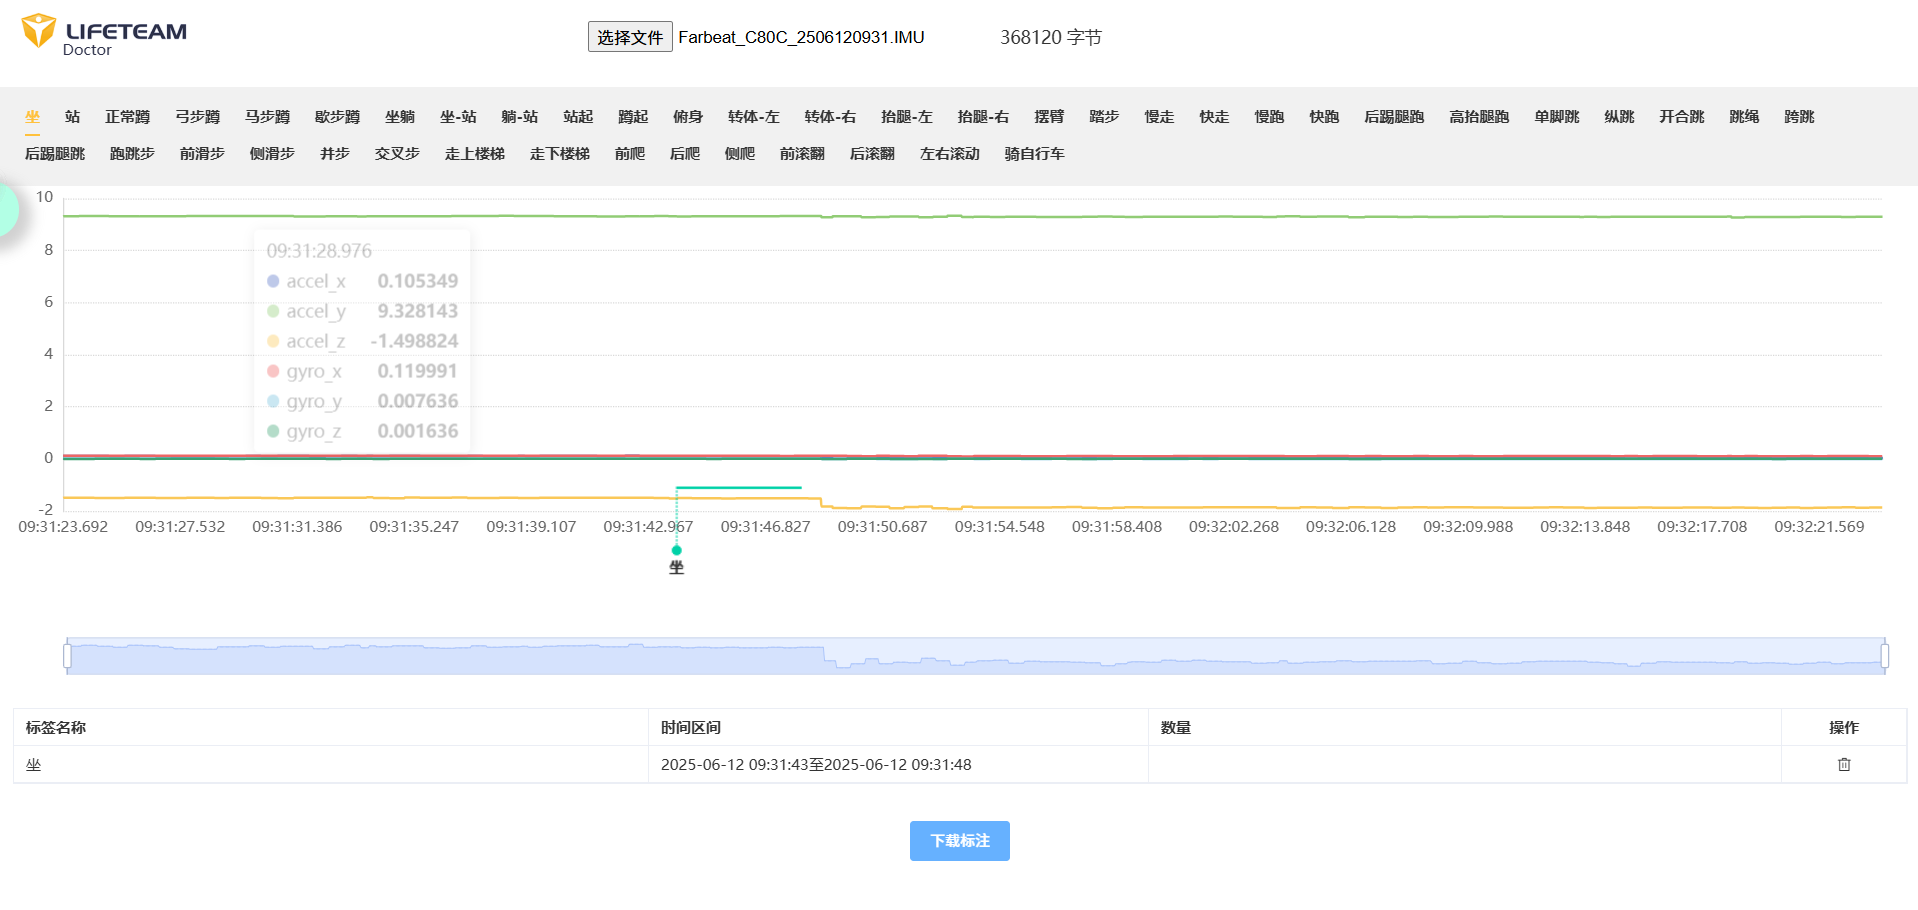 LIFETEAM
Doctor
选择文件 Farbeat_C80C_2506120931.IMU 368120 字节
坐 站 正常蹲 弓步蹲 马步蹲 歇步蹲 坐躺 坐-站 躺-站 站起 蹲起 俯身 转体-左 转体-右 抬腿-左 抬腿-右 摆臂 踏步 慢走 快走 慢跑 快跑 后踢腿跑 高抬腿跑 单脚跳 纵跳 开合跳 跳绳 跨跳
后踢腿跳 跑跳步 前滑步 侧滑步 并步 交叉步 走上楼梯 走下楼梯 前爬 后爬 侧爬 前滚翻 后滚翻 左右滚动 骑自行车
10
8
6
4
2
0
-2
09:31:28.976
accel_x 0.105349
accel_y 9.328143
accel_z -1.498824
gyro_x 0.119991
gyro_y 0.007636
gyro_z 0.001636
09:31:23.692 09:31:27.532 09:31:31.386 09:31:35.247 09:31:39.107 09:31:42.967 09:31:46.827 09:31:50.687 09:31:54.548 09:31:58.408 09:32:02.268 09:32:06.128 09:32:09.988 09:32:13.848 09:32:17.708 09:32:21.569
坐
标签名称 时间区间 数量 操作
坐 2025-06-12 09:31:43至2025-06-12 09:31:48
下载标注